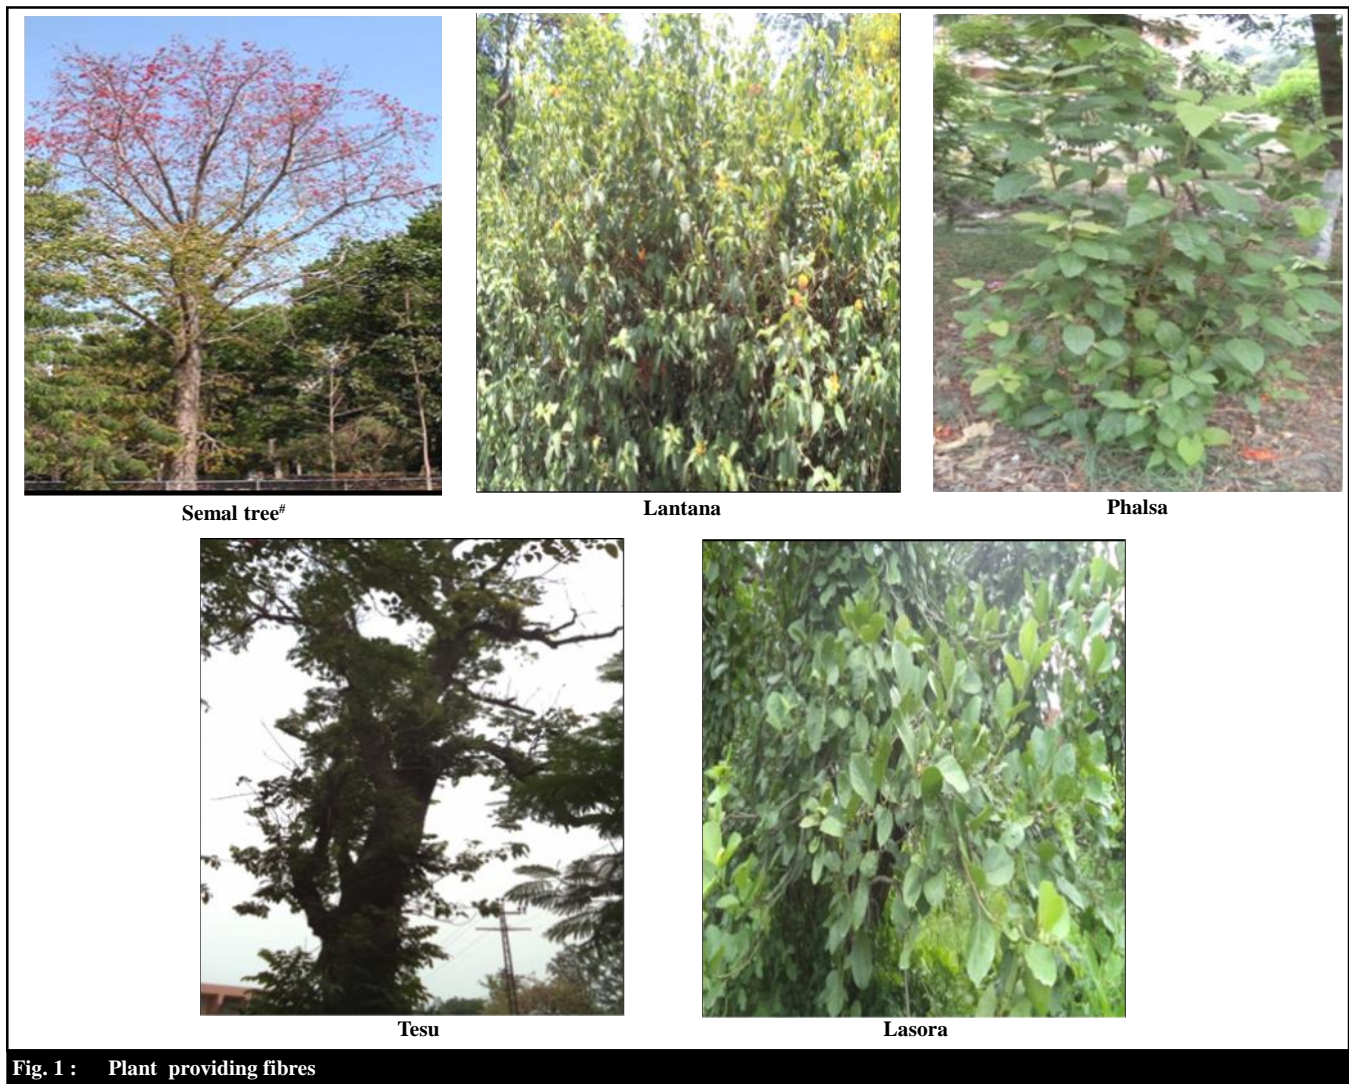 Semal tree#
Lantana
Phalsa
Tesu
Lasora
Fig. 1 : Plant providing fibres